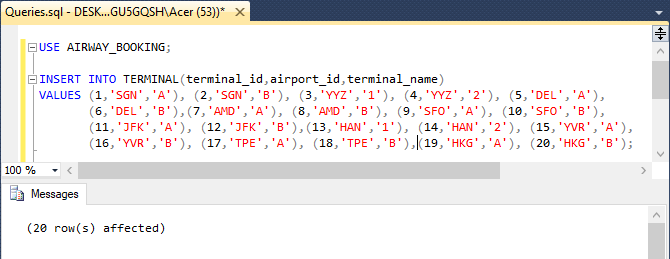 Queries.sql - DESK...GU5GQSH\Acer (53))*
USE AIRWAY_BOOKING;
INSERT INTO TERMINAL(terminal_id,airport_id,terminal_name)
VALUES (1,'SGN','A'), (2,'SGN','B'), (3,'YYZ','1'), (4,'YYZ','2'), (5,'DEL','A'),
(6,'DEL','B'),(7,'AMD','A'), (8,'AMD','B'),(9,'SFO','A'), (10,'SFO','B'),
(11,'JFK','A'), (12,'JFK','B'),(13,'HAN','1'), (14,'HAN','2'), (15,'YVR','A'),
(16,'YVR','B'), (17,'TPE','A'), (18,'TPE','B'),(19,'HKG','A'), (20,'HKG','B');
100 %
Messages
(20 row(s) affected)